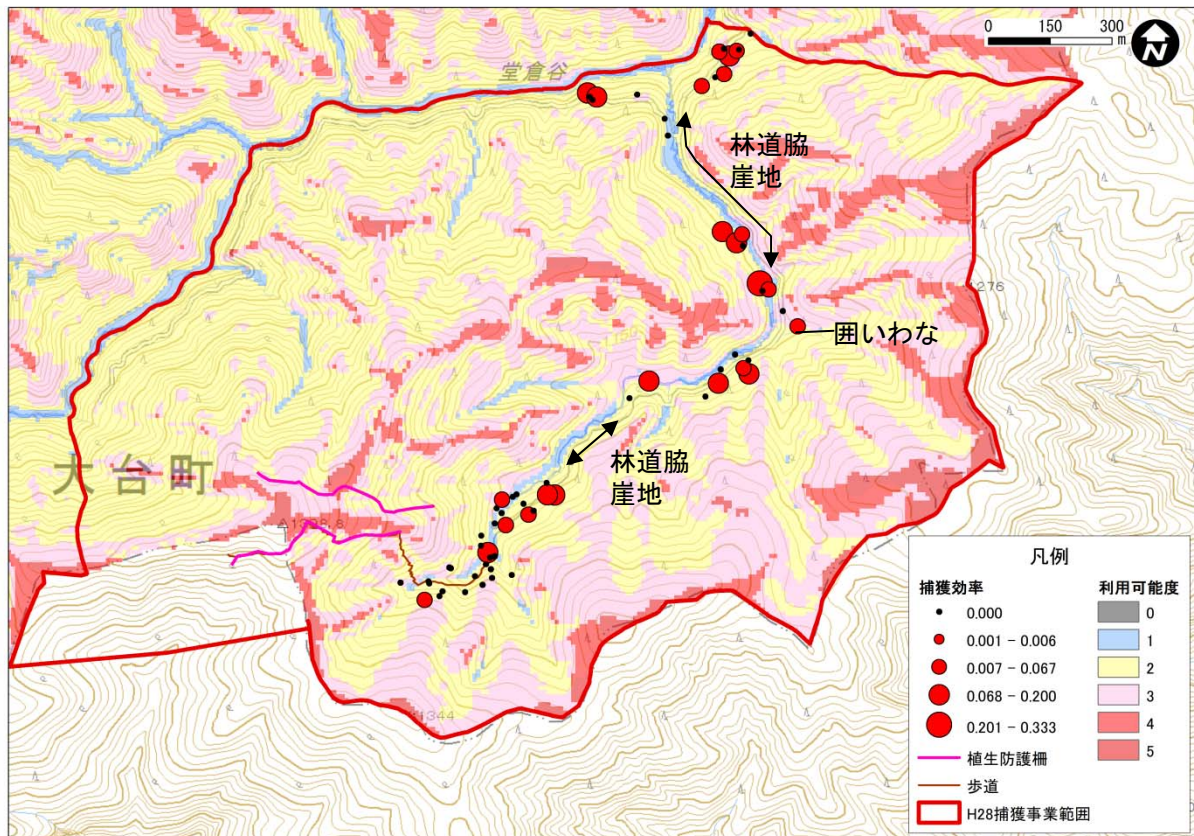 0 150 300
m
N
堂倉谷
林道脇
崖地
1276
囲いわな
林道脇
崖地
大台町
1344
凡例
捕獲効率
0.000
0.001 - 0.006
0.007 - 0.067
0.068 - 0.200
0.201 - 0.333
植生防護柵
歩道
H28捕獲事業範囲
利用可能度
0
1
2
3
4
5